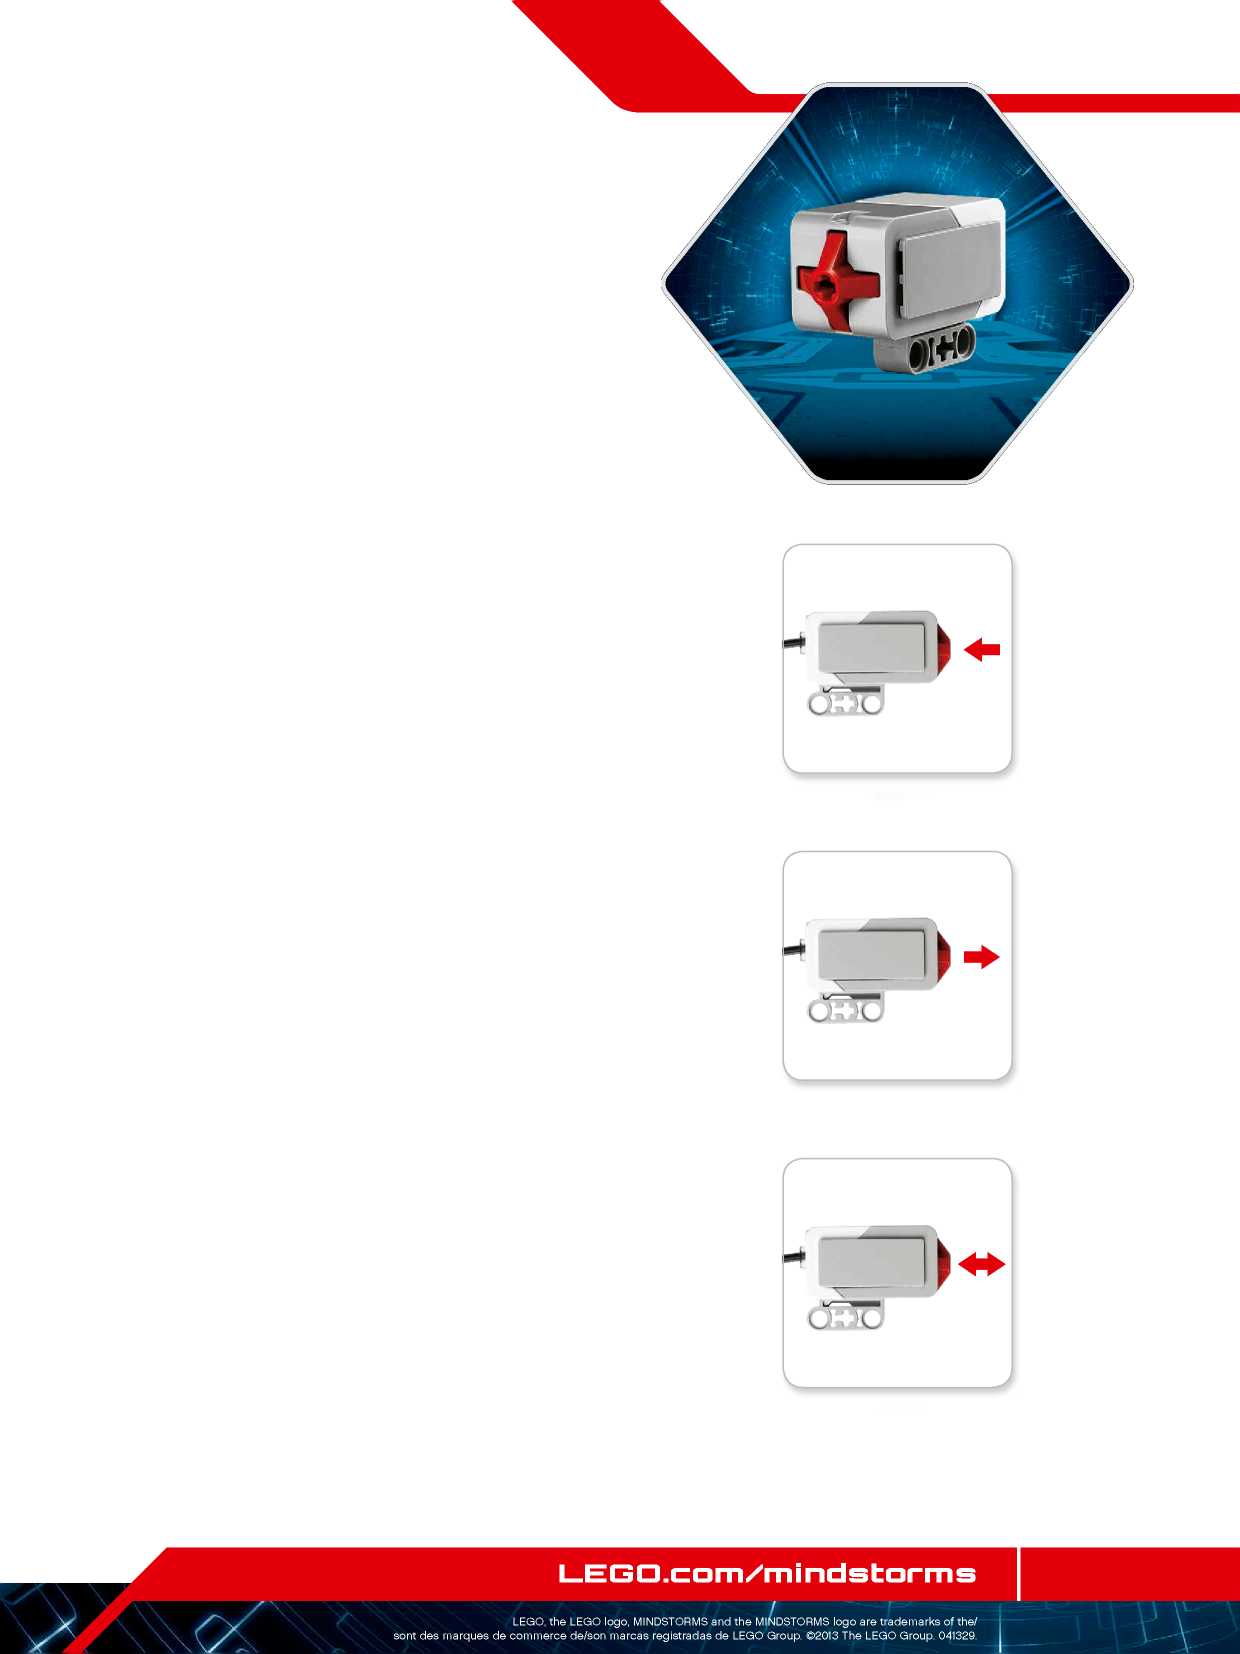 LEGO.com/mindstorms
LEGO, the LEGO logo, MINDSTORMS and the MINDSTORMS logo are trademarks of the/
sont des marques de commerce de/son marcas registradas de LEGO Group. ©2013 The LEGO Group. 041329.